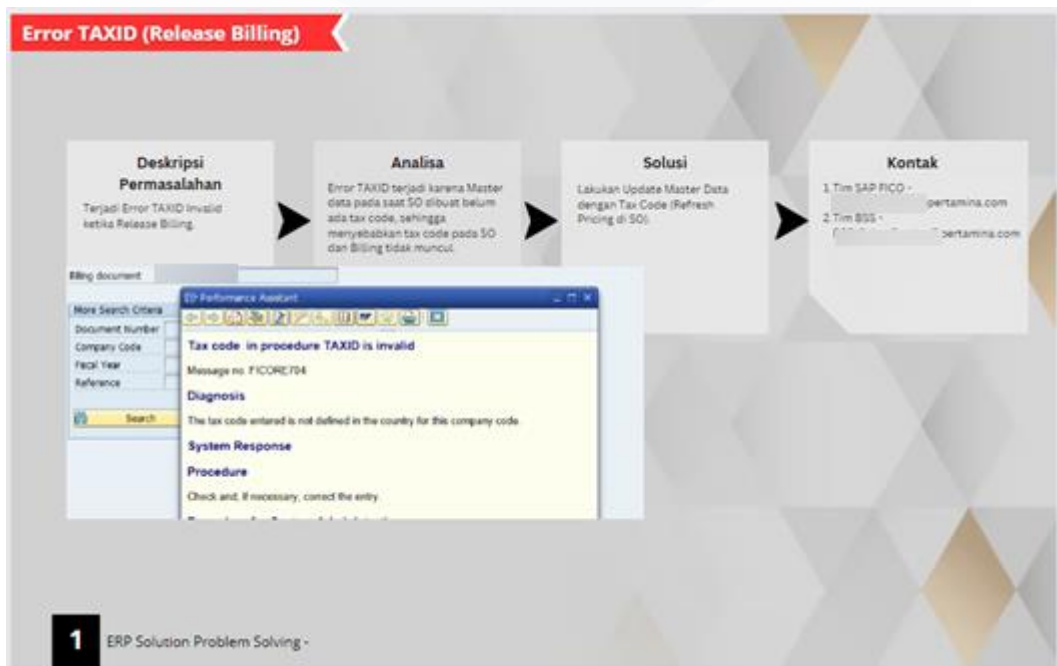 Error TAXID (Release Billing)
Deskripsi
Permasalahan
Terjadi Error TAXID Invalid
ketika Release Billing.
Analisa
Error TAXID terjadi karena Master
data pada saat SO dibuat belum
ada tax code, sehingga
menyebabkan tax code pada SO
dan Billing tidak muncul.
Solusi
Lakukan Update Master Data
dengan Tax Code (Refresh
Pricing di SO).
Kontak
1. Tim SAP FICO -
pertamina.com
2. Tim BSS -
pertamina.com
Billing document
More Search Criteria
Document Number
Company Code
Fiscal Year
Reference
Search
Performance Assistant
Tax code in procedure TAXID is invalid
Message no. FICORE704
Diagnosis
The tax code entered is not defined in the country for this company code.
System Response
Procedure
Check and, if necessary, correct the entry.
1
ERP Solution Problem Solving -